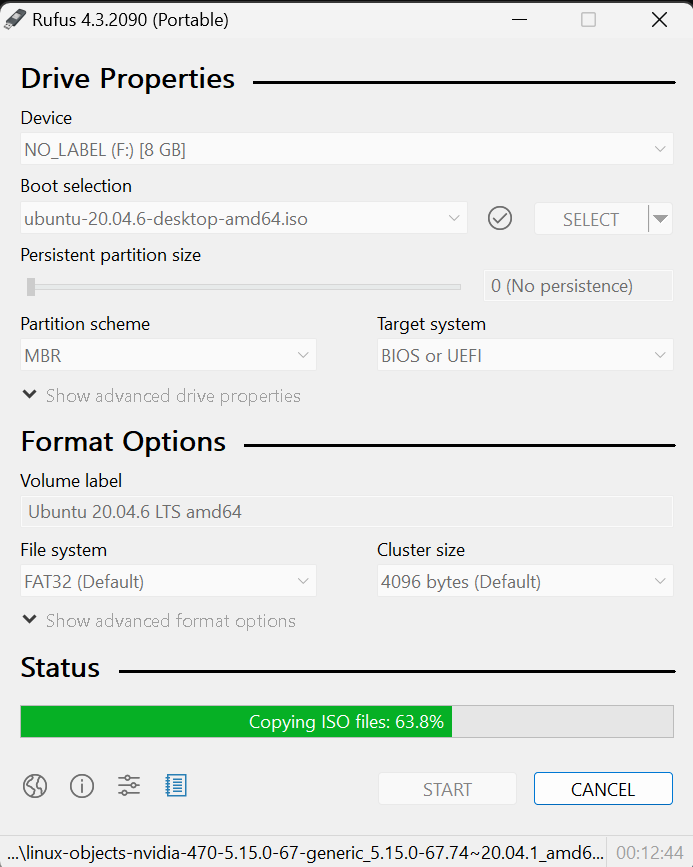 Rufus 4.3.2090 (Portable)
Drive Properties
Device
NO_LABEL (F:) [8 GB]
Boot selection
ubuntu-20.04.6-desktop-amd64.iso
SELECT
Persistent partition size
0 (No persistence)
Partition scheme
Target system
MBR
BIOS or UEFI
Show advanced drive properties
Format Options
Volume label
Ubuntu 20.04.6 LTS amd64
File system
Cluster size
FAT32 (Default)
4096 bytes (Default)
Show advanced format options
Status
Copying ISO files: 63.8%
START
CANCEL
...\linux-objects-nvidia-470-5.15.0-67-generic_5.15.0-67.74~20.04.1_amd6...
00:12:44